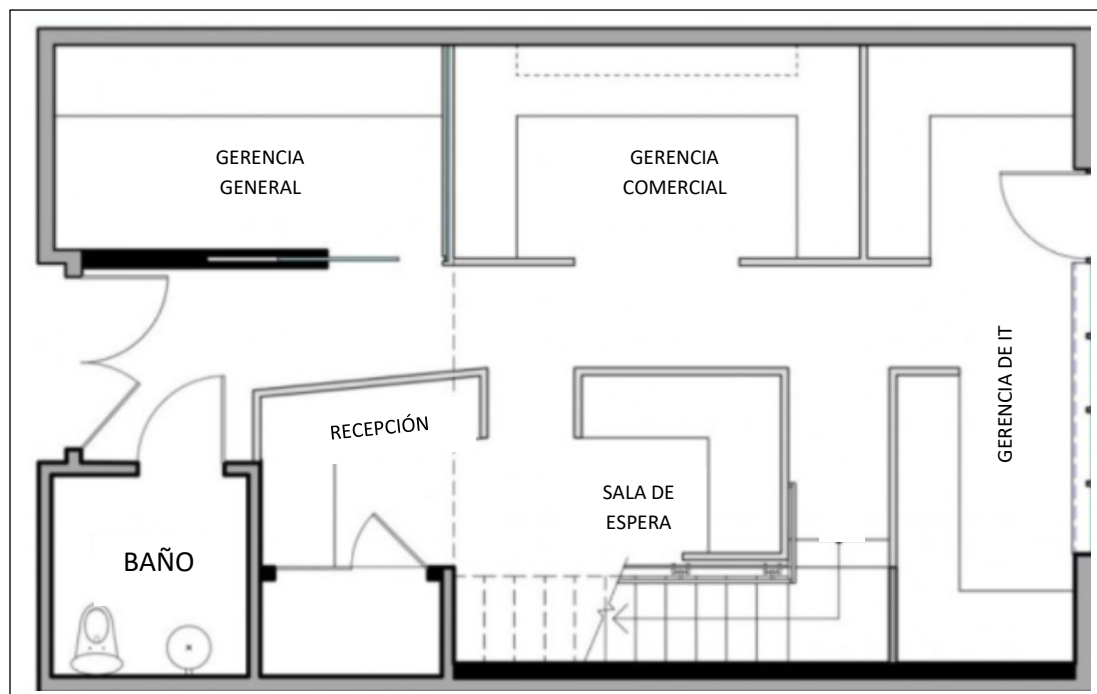 GERENCIA
GENERAL
GERENCIA
COMERCIAL
GERENCIA DE IT
RECEPCIÓN
SALA DE
ESPERA
BAÑO